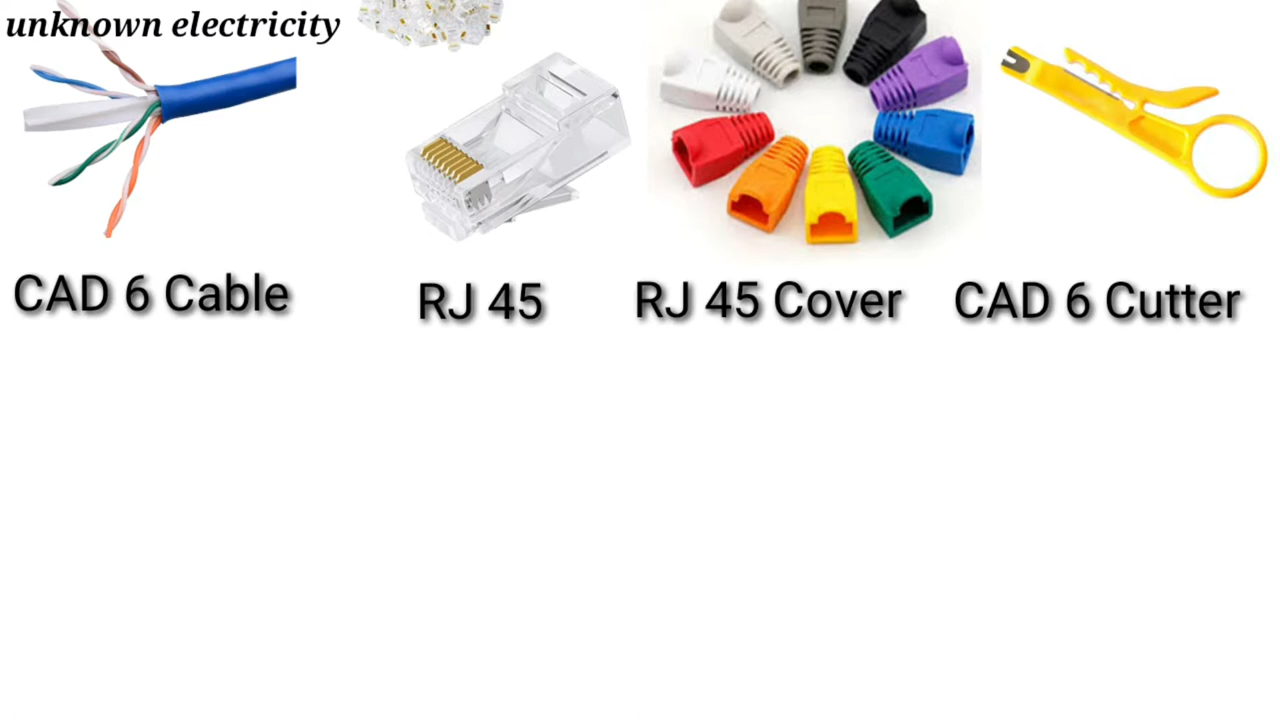 unknown electricity
CAD 6 Cable
RJ 45
RJ 45 Cover
CAD 6 Cutter